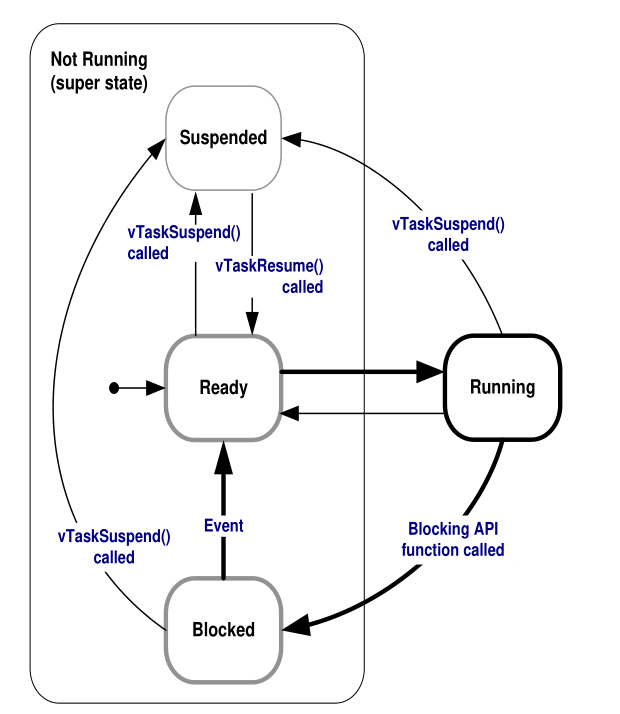 Not Running
(super state)
Suspended
vTaskSuspend()
called
vTaskResume()
called
vTaskSuspend()
called
Ready
Running
Event
vTaskSuspend()
called
Blocking API
function called
Blocked